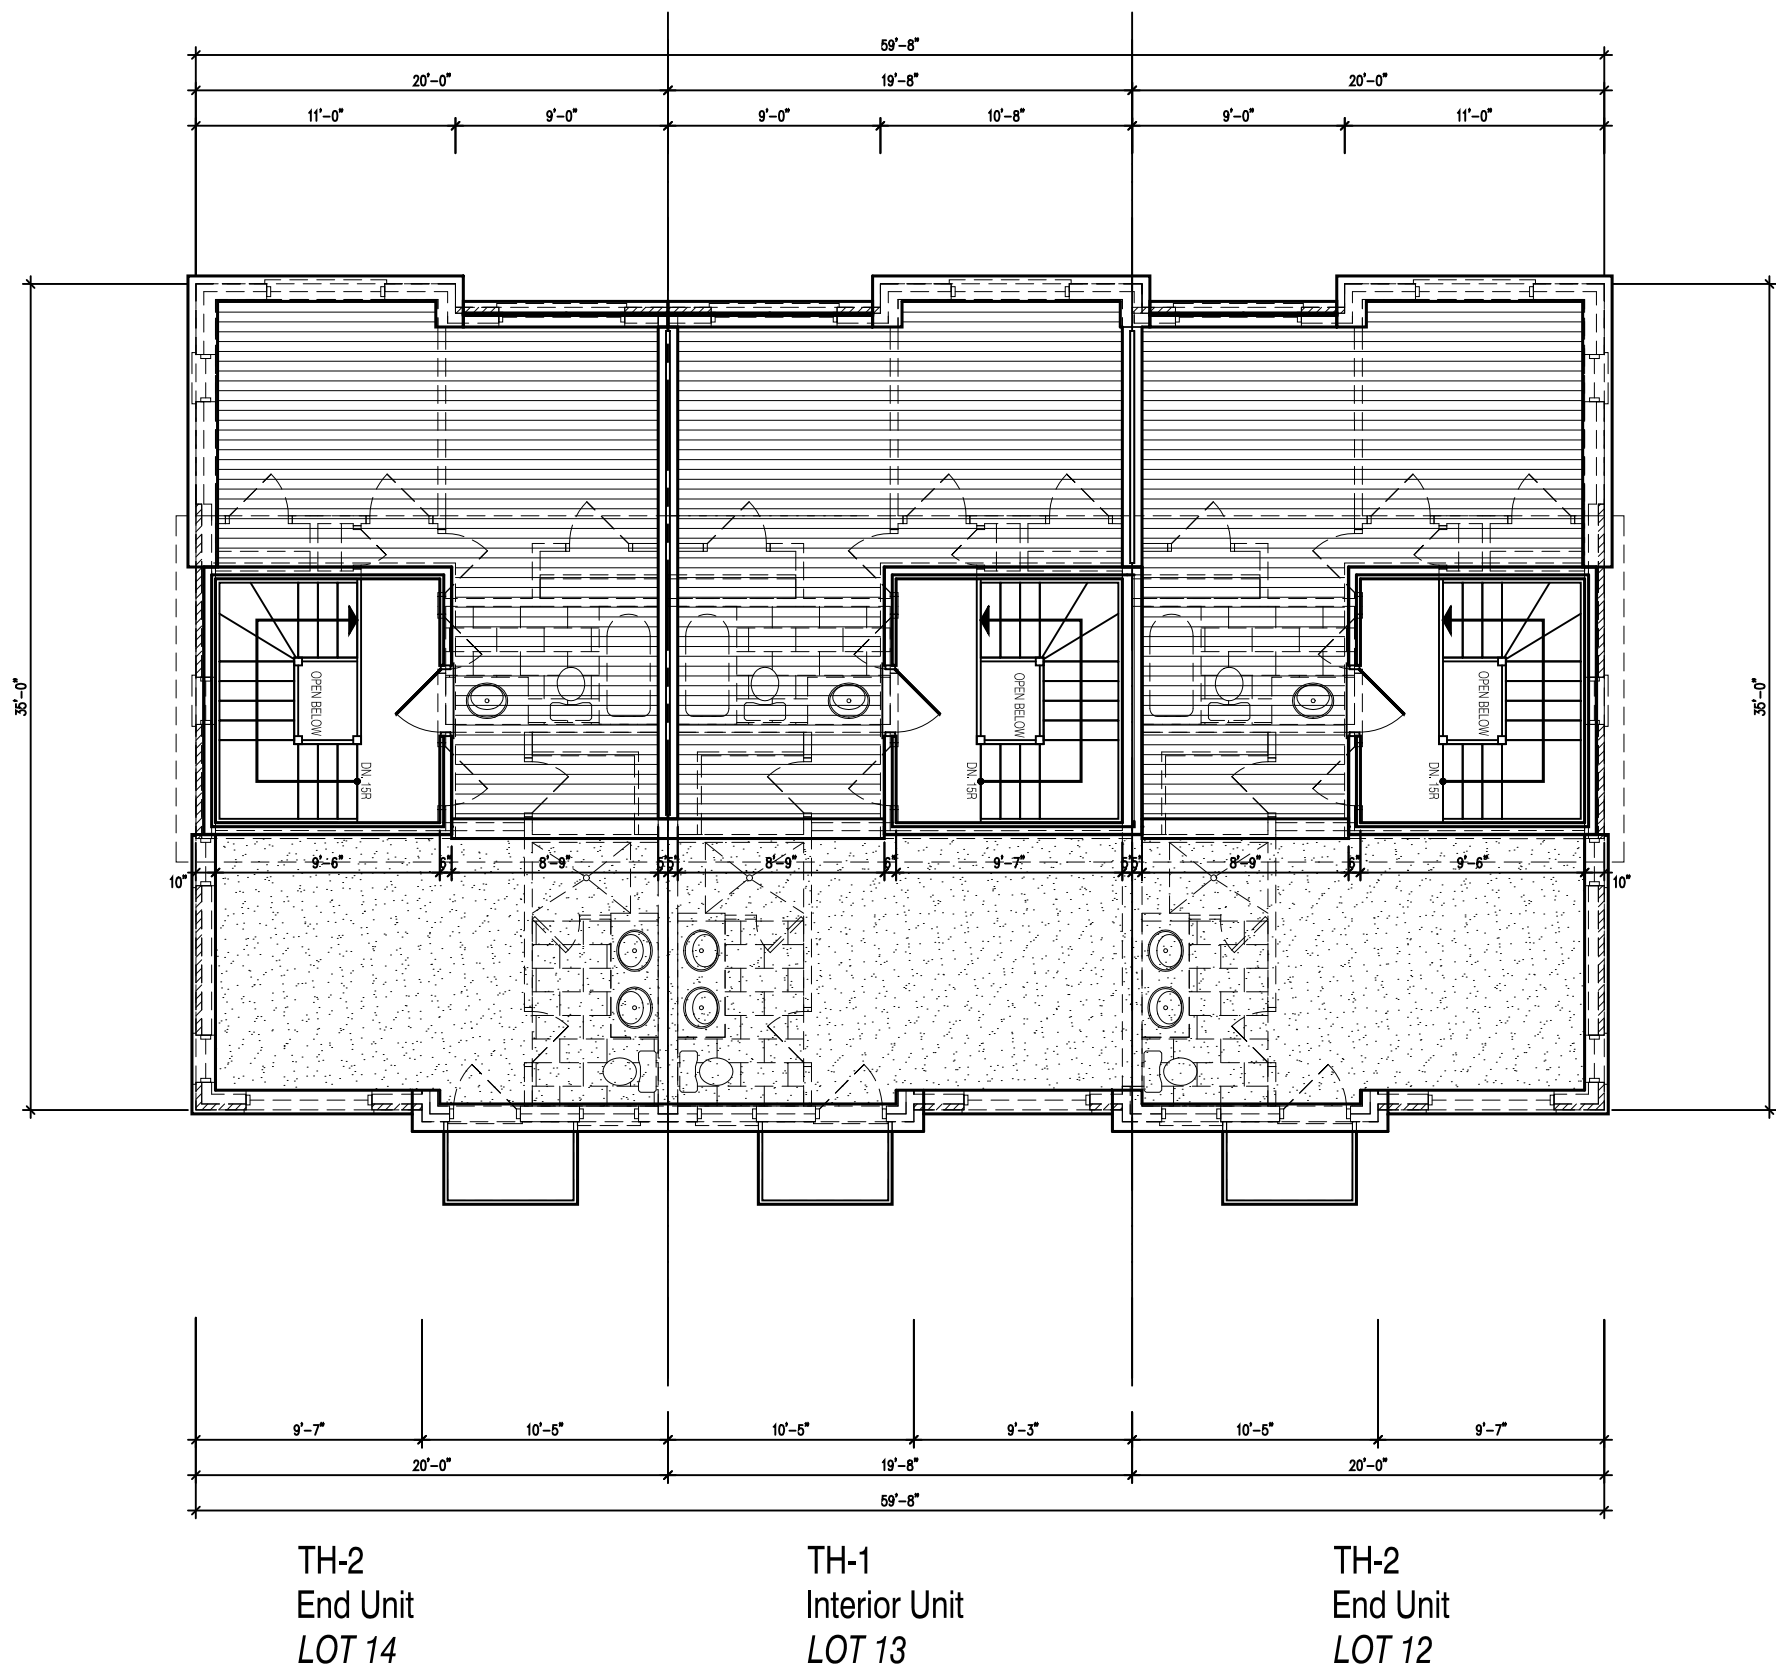 59'-8"
20'-0" 19'-8" 20'-0"
11'-0" 9'-0" 9'-0" 10'-8" 9'-0" 11'-0"
35'-0" 35'-0"
OPEN BELOW OPEN BELOW OPEN BELOW
DN. 15R DN. 15R DN. 15R
10" 9'-6" 6" 8'-9" 5" 5" 8'-9" 6" 9'-7" 5" 5" 8'-9" 6" 9'-6" 10"
9'-7" 10'-5" 10'-5" 9'-3" 10'-5" 9'-7"
20'-0" 19'-8" 20'-0"
59'-8"
TH-2
End Unit
LOT 14
TH-1
Interior Unit
LOT 13
TH-2
End Unit
LOT 12